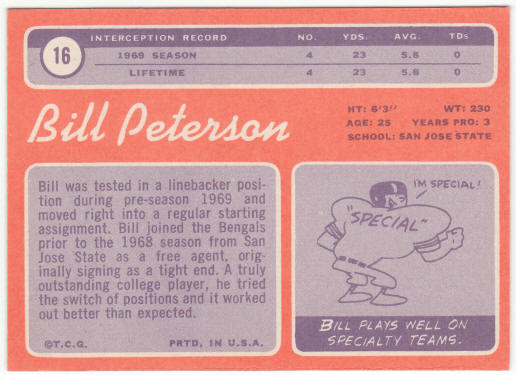 16
INTERCEPTION RECORD NO. YDS. AVG. TDs
1969 SEASON 4 23 5.8 0
LIFETIME 4 23 5.8 0
Bill Peterson
HT: 6'3" WT: 230
AGE: 25 YEARS PRO: 3
SCHOOL: SAN JOSE STATE
Bill was tested in a linebacker posi-
tion during pre-season 1969 and
moved right into a regular starting
assignment. Bill joined the Bengals
prior to the 1968 season from San
Jose State as a free agent, orig-
inally signing as a tight end. A truly
outstanding college player, he tried
the switch of positions and it worked
out better than expected.
©T.C.G. PRTD. IN U.S.A.
I'M SPECIAL!
"SPECIAL"
BILL PLAYS WELL ON
SPECIALTY TEAMS.